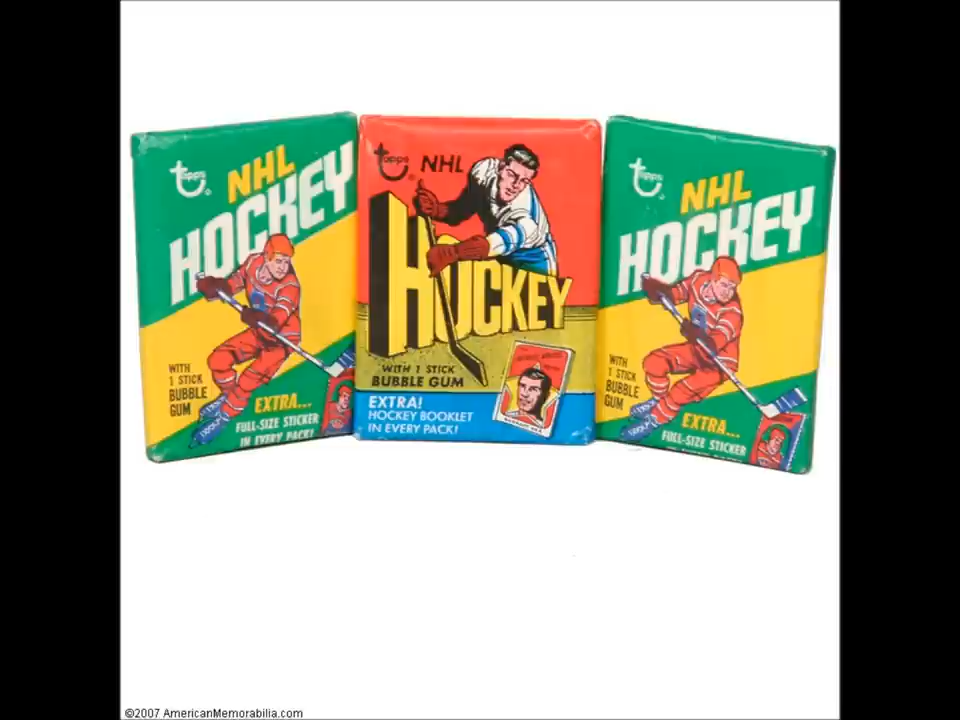 topps
NHL
HOCKEY
WITH
1 STICK
BUBBLE
GUM
EXTRA...
FULL-SIZE STICKER
IN EVERY PACK!
topps
NHL
HOCKEY
WITH 1 STICK
BUBBLE GUM
EXTRA!
HOCKEY BOOKLET
IN EVERY PACK!
topps
NHL
HOCKEY
WITH
1 STICK
BUBBLE
GUM
EXTRA...
FULL-SIZE STICKER
©2007 AmericanMemorabilia.com